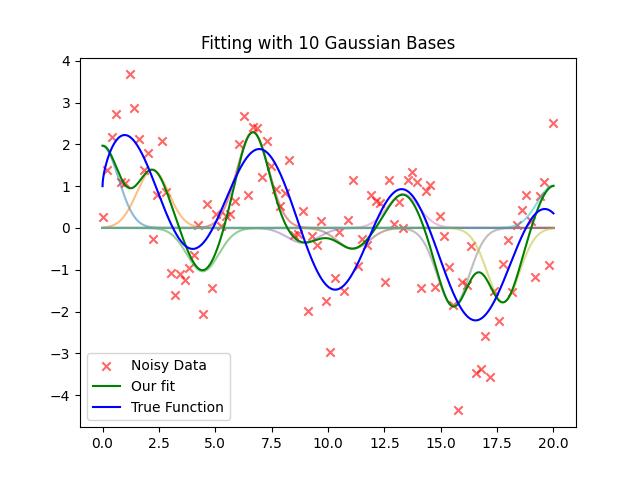 Fitting with 10 Gaussian Bases
4
3
2
1
0
−1
−2
−3
−4
Noisy Data
Our fit
True Function
0.0 2.5 5.0 7.5 10.0 12.5 15.0 17.5 20.0